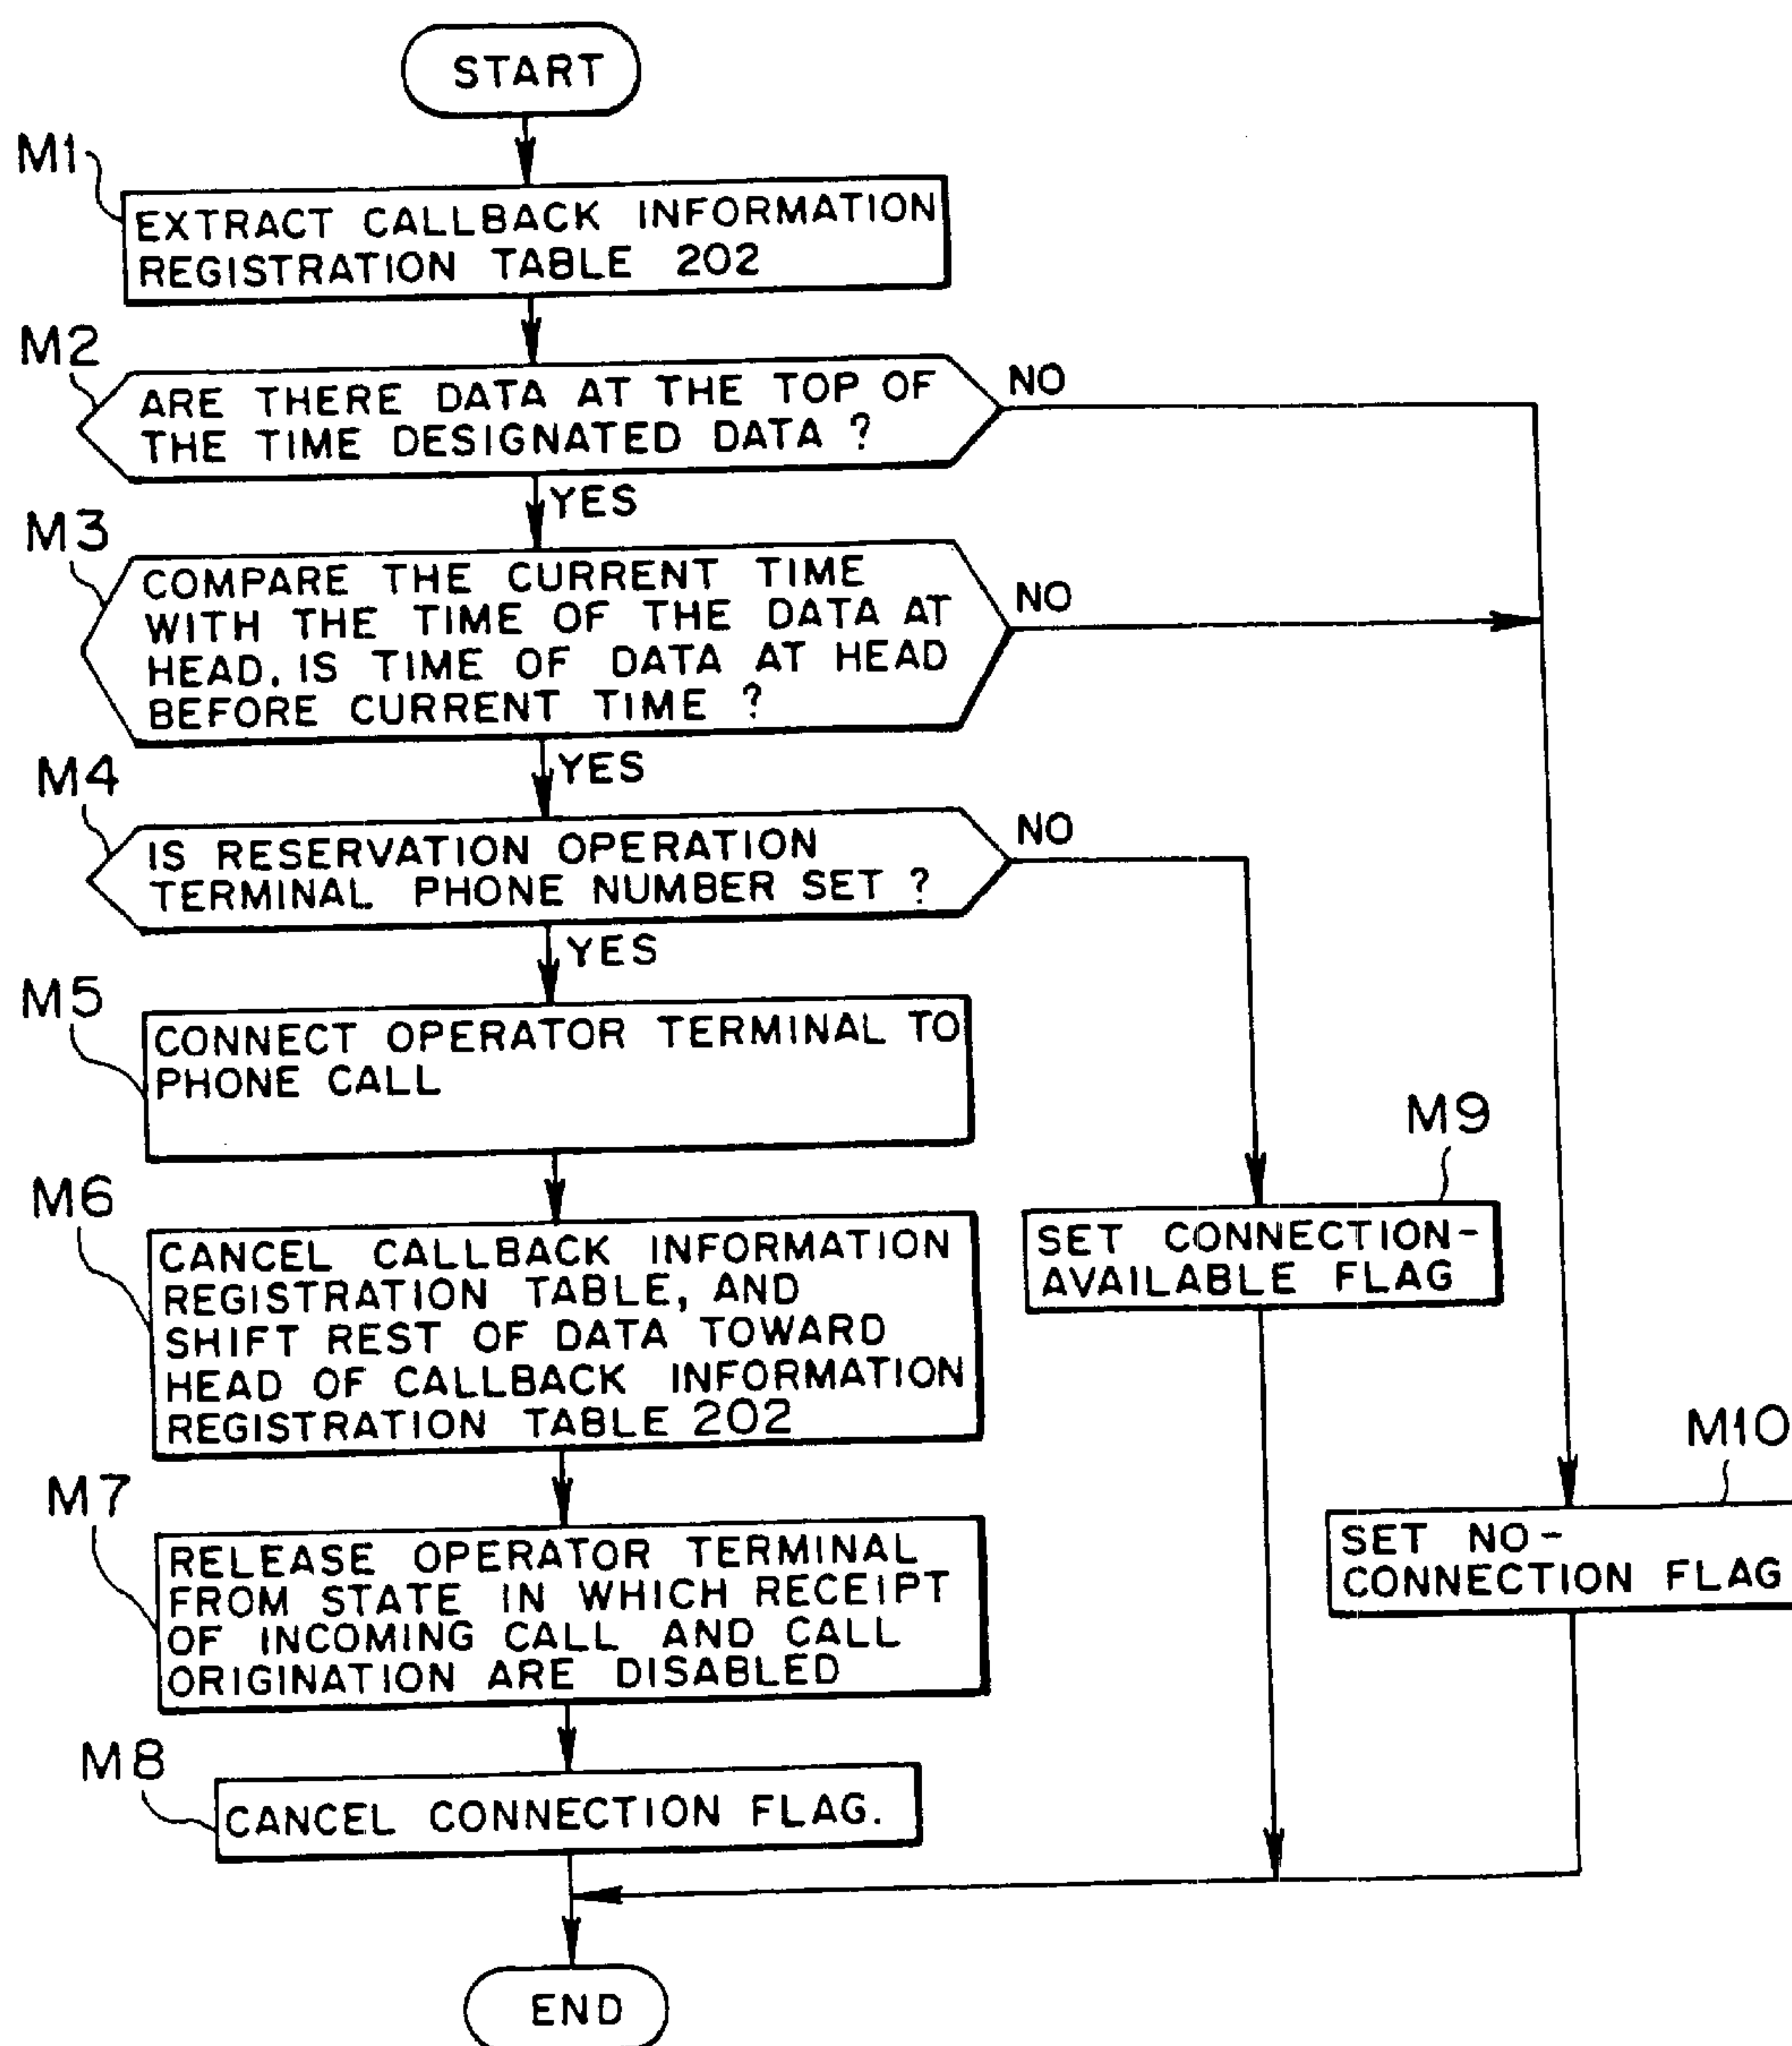 START
M1
EXTRACT CALLBACK INFORMATION
REGISTRATION TABLE 202
M2
ARE THERE DATA AT THE TOP OF
THE TIME DESIGNATED DATA ?
NO
YES
M3
COMPARE THE CURRENT TIME
WITH THE TIME OF THE DATA AT
HEAD. IS TIME OF DATA AT HEAD
BEFORE CURRENT TIME ?
NO
YES
M4
IS RESERVATION OPERATION
TERMINAL PHONE NUMBER SET ?
NO
YES
M5
CONNECT OPERATOR TERMINAL TO
PHONE CALL
M6
CANCEL CALLBACK INFORMATION
REGISTRATION TABLE, AND
SHIFT REST OF DATA TOWARD
HEAD OF CALLBACK INFORMATION
REGISTRATION TABLE 202
M9
SET CONNECTION-
AVAILABLE FLAG
M10
SET NO-
CONNECTION FLAG
M7
RELEASE OPERATOR TERMINAL
FROM STATE IN WHICH RECEIPT
OF INCOMING CALL AND CALL
ORIGINATION ARE DISABLED
M8
CANCEL CONNECTION FLAG.
END